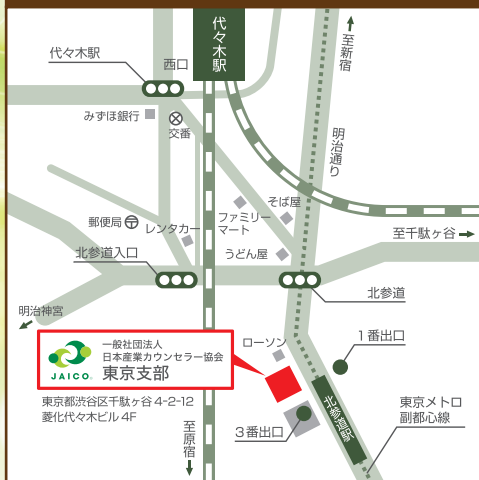 代々木駅
代々木駅
西口
至新宿
みずほ銀行
交番
明治通り
そば屋
ファミリー
マート
郵便局
レンタカー
至千駄ヶ谷
うどん屋
北参道入口
北参道
明治神宮
ローソン
1番出口
一般社団法人
日本産業カウンセラー協会
東京支部
JAICO®
東京都渋谷区千駄ヶ谷 4-2-12
菱化代々木ビル 4F
北参道駅
東京メトロ
副都心線
至原宿
3番出口